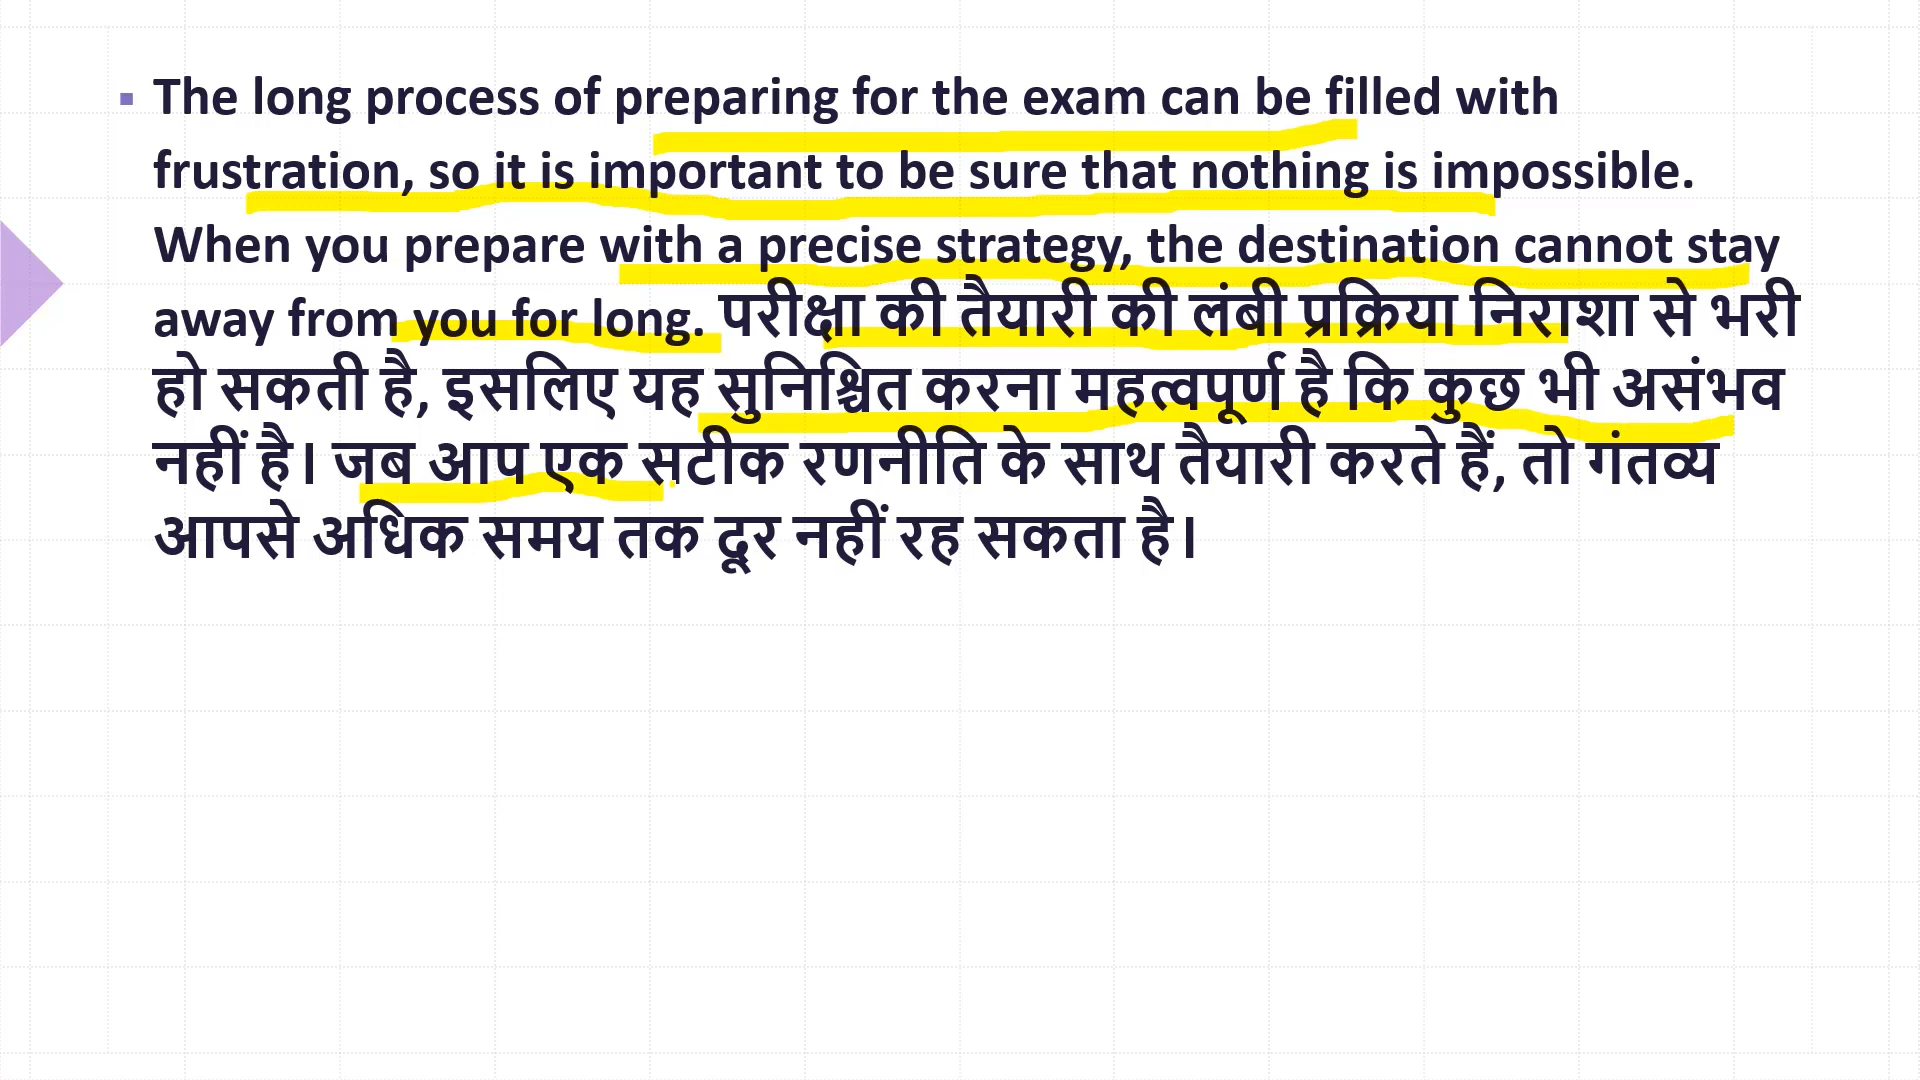 ▪ The long process of preparing for the exam can be filled with
frustration, so it is important to be sure that nothing is impossible.
When you prepare with a precise strategy, the destination cannot stay
away from you for long. परीक्षा की तैयारी की लंबी प्रक्रिया निराशा से भरी
हो सकती है, इसलिए यह सुनिश्चित करना महत्वपूर्ण है कि कुछ भी असंभव
नहीं है। जब आप एक सटीक रणनीति के साथ तैयारी करते हैं, तो गंतव्य
आपसे अधिक समय तक दूर नहीं रह सकता है।